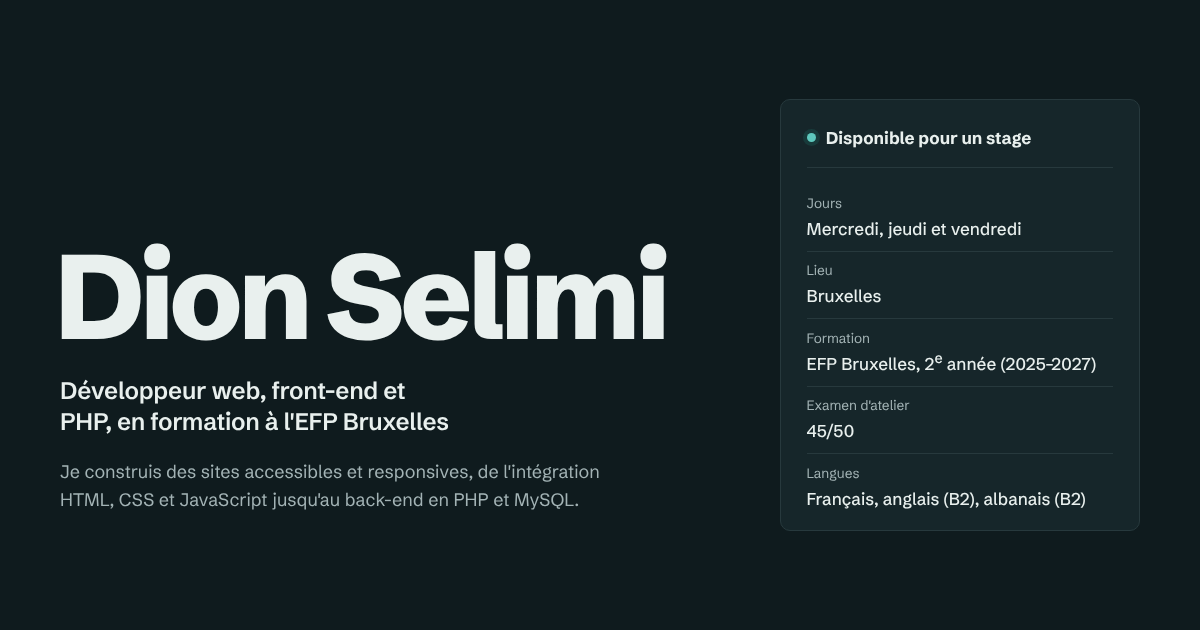 Dion Selimi
Développeur web, front-end et
PHP, en formation à l'EFP Bruxelles
Je construis des sites accessibles et responsives, de l'intégration
HTML, CSS et JavaScript jusqu'au back-end en PHP et MySQL.
Disponible pour un stage
Jours
Mercredi, jeudi et vendredi
Lieu
Bruxelles
Formation
EFP Bruxelles, 2e année (2025-2027)
Examen d'atelier
45/50
Langues
Français, anglais (B2), albanais (B2)